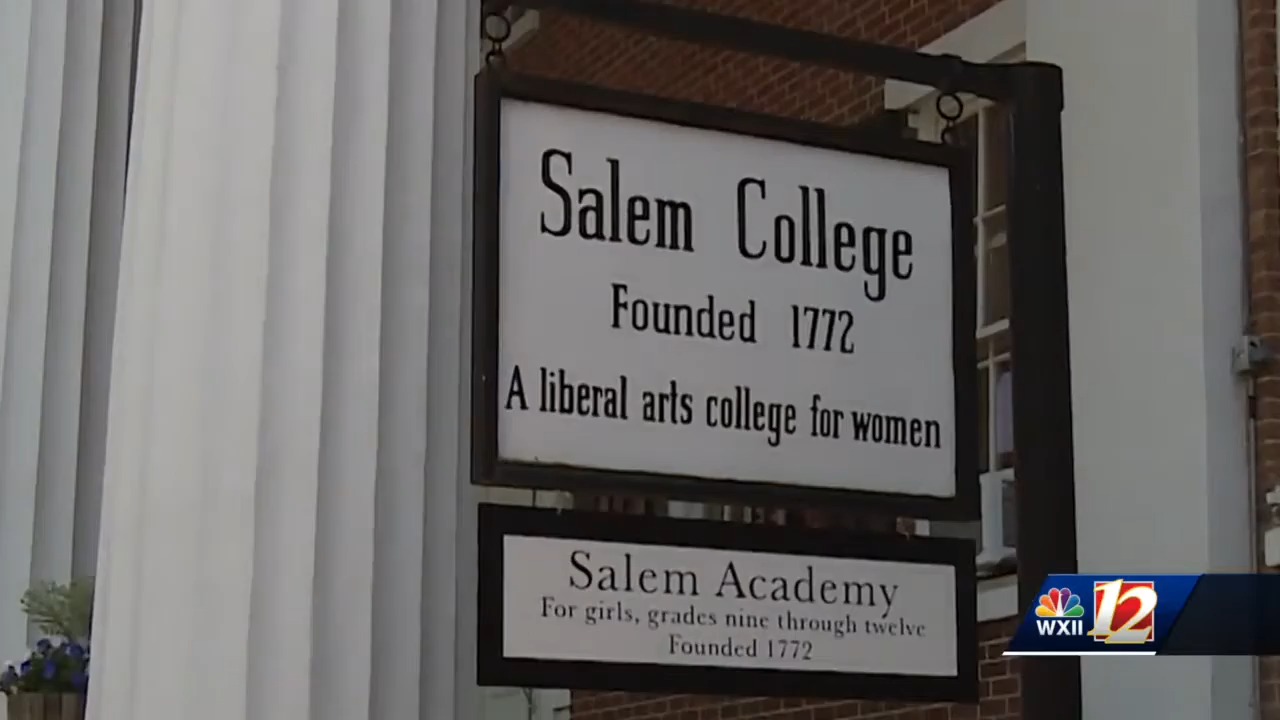 Salem College
Founded 1772
A liberal arts college for women
Salem Academy
For girls, grades nine through twelve
Founded 1772
WXII 12